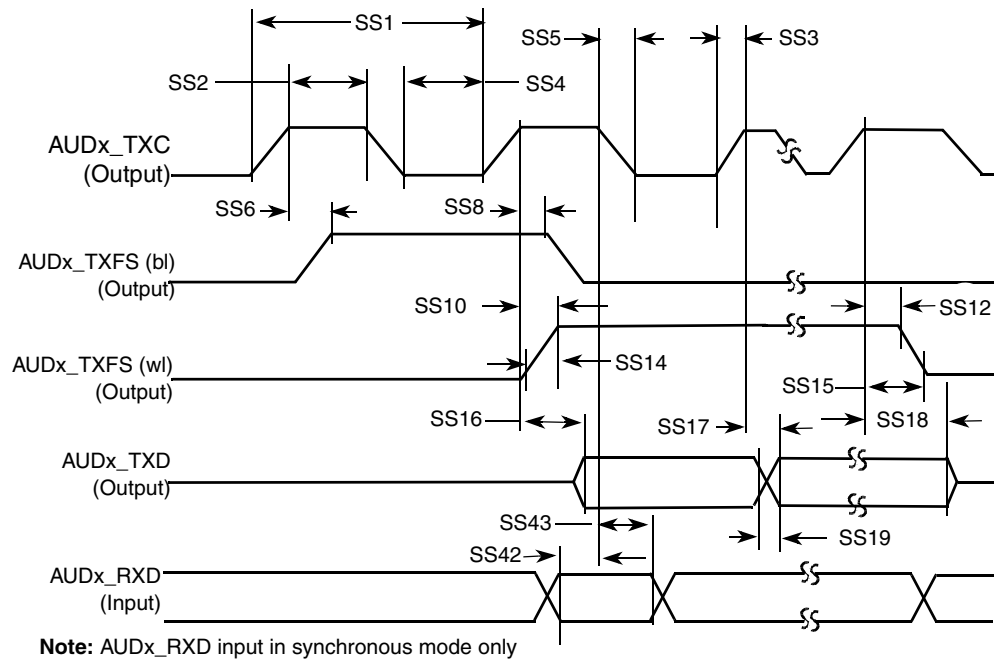 SS1
SS5
SS3
SS2
SS4
AUDx_TXC
(Output)
SS6
SS8
AUDx_TXFS (bl)
(Output)
SS10
SS12
AUDx_TXFS (wl)
(Output)
SS14
SS15
SS16
SS17
SS18
AUDx_TXD
(Output)
SS43
SS19
SS42
AUDx_RXD
(Input)
Note: AUDx_RXD input in synchronous mode only